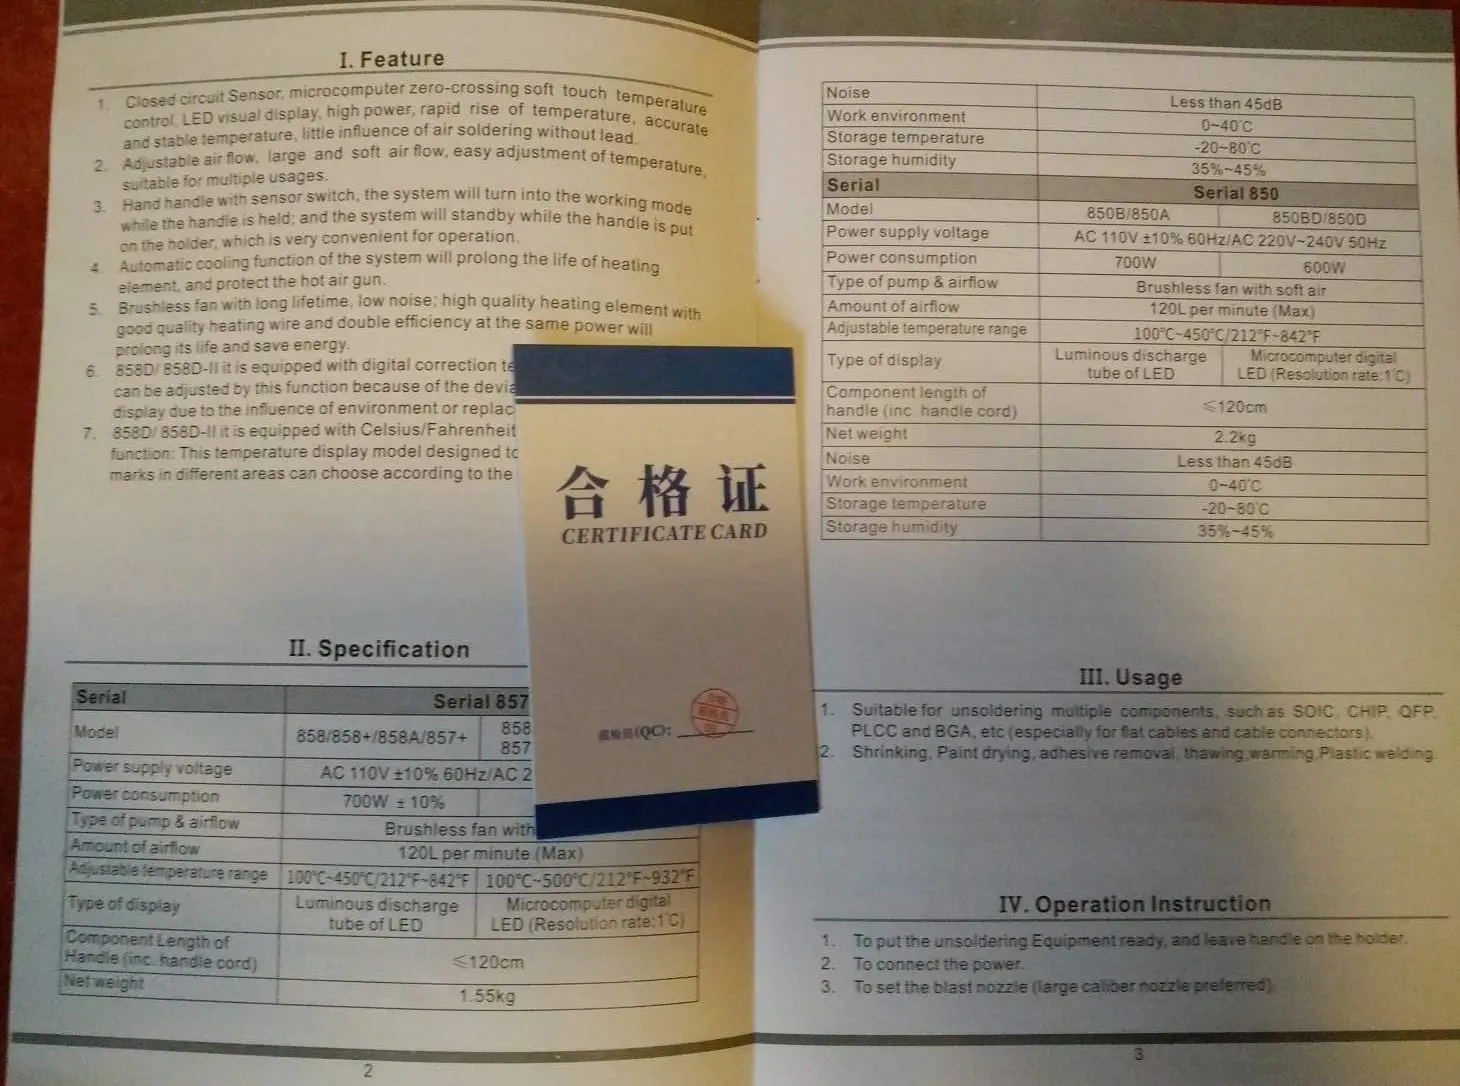 I. Feature
1. Closed circuit Sensor, microcomputer zero-crossing soft touch temperature
control, LED visual display, high power, rapid rise of temperature, accurate
and stable temperature, little influence of air soldering without lead.
2. Adjustable air flow, large and soft air flow, easy adjustment of temperature,
suitable for multiple usages.
3. Hand handle with sensor switch, the system will turn into the working mode
while the handle is held; and the system will standby while the handle is put
on the holder, which is very convenient for operation.
4. Automatic cooling function of the system will prolong the life of heating
element, and protect the hot air gun.
5. Brushless fan with long lifetime, low noise; high quality heating element with
good quality heating wire and double efficiency at the same power will
prolong its life and save energy.
6. 858D/ 858D-II it is equipped with digital correction te
can be adjusted by this function because of the devia
display due to the influence of environment or replac
7. 858D/ 858D-II it is equipped with Celsius/Fahrenheit
function: This temperature display model designed to
marks in different areas can choose according to the
II. Specification
Serial Serial 857
Model 858/858+/858A/857+ 858
857
Power supply voltage AC 110V ±10% 60Hz/AC 2
Power consumption 700W ± 10%
Type of pump & airflow Brushless fan with
Amount of airflow 120L per minute (Max)
Adjustable temperature range 100℃~450℃/212℉~842℉ 100℃~500℃/212℉~932℉
Type of display Luminous discharge Microcomputer digital
tube of LED LED (Resolution rate:1℃)
Component Length of
Handle (inc. handle cord) ≤120cm
Net weight 1.55kg
2
合格证
CERTIFICATE CARD
(QC):
Noise Less than 45dB
Work environment 0~40℃
Storage temperature -20~80℃
Storage humidity 35%~45%
Serial Serial 850
Model 850B/850A 850BD/850D
Power supply voltage AC 110V ±10% 60Hz/AC 220V~240V 50Hz
Power consumption 700W 600W
Type of pump & airflow Brushless fan with soft air
Amount of airflow 120L per minute (Max)
Adjustable temperature range 100℃~450℃/212℉~842℉
Type of display Luminous discharge Microcomputer digital
tube of LED LED (Resolution rate:1℃)
Component length of
handle (inc. handle cord) ≤120cm
Net weight 2.2kg
Noise Less than 45dB
Work environment 0~40℃
Storage temperature -20~80℃
Storage humidity 35%~45%
III. Usage
1. Suitable for unsoldering multiple components, such as SOIC, CHIP, QFP,
PLCC and BGA, etc (especially for flat cables and cable connectors).
2. Shrinking, Paint drying, adhesive removal, thawing,warming,Plastic welding.
IV. Operation Instruction
1. To put the unsoldering Equipment ready, and leave handle on the holder.
2. To connect the power.
3. To set the blast nozzle (large caliber nozzle preferred).
3